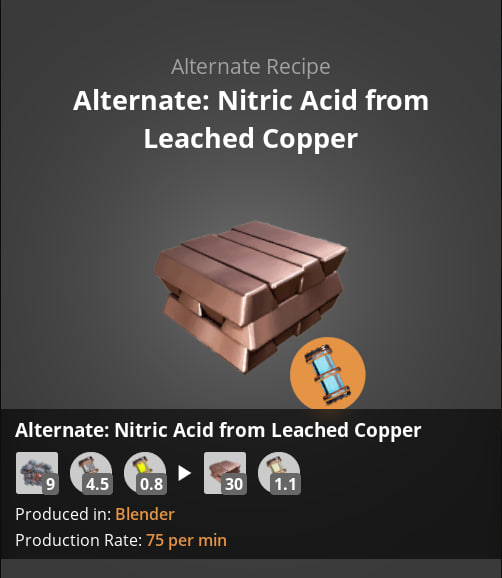 Alternate Recipe
Alternate: Nitric Acid from
Leached Copper
Alternate: Nitric Acid from Leached Copper
9 4.5 0.8 30 1.1
Produced in: Blender
Production Rate: 75 per min